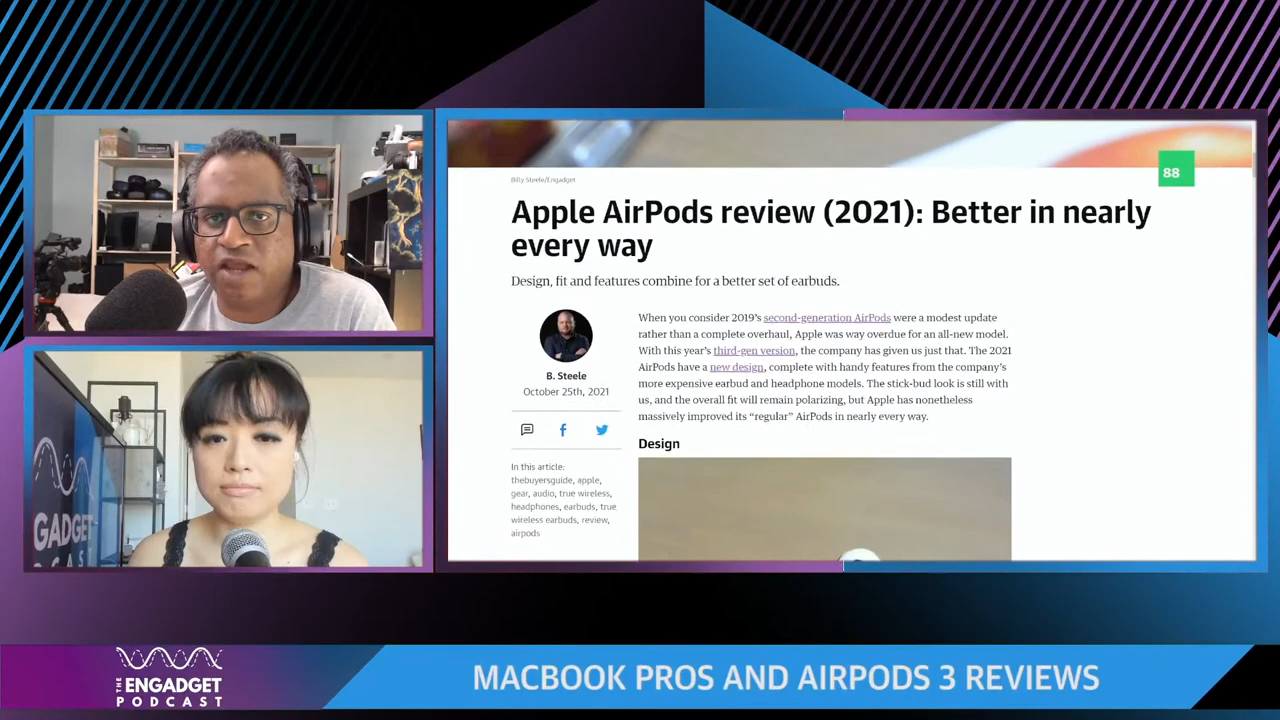 GADGET
CAST
Billy Steele/Engadget
88
Apple AirPods review (2021): Better in nearly
every way
Design, fit and features combine for a better set of earbuds.
B. Steele
October 25th, 2021
In this article:
thebuyersguide, apple,
gear, audio, true wireless,
headphones, earbuds, true
wireless earbuds, review,
airpods
When you consider 2019's second-generation AirPods were a modest update
rather than a complete overhaul, Apple was way overdue for an all-new model.
With this year's third-gen version, the company has given us just that. The 2021
AirPods have a new design, complete with handy features from the company's
more expensive earbud and headphone models. The stick-bud look is still with
us, and the overall fit will remain polarizing, but Apple has nonetheless
massively improved its "regular" AirPods in nearly every way.
Design
THE
ENGADGET
PODCAST
MACBOOK PROS AND AIRPODS 3 REVIEWS